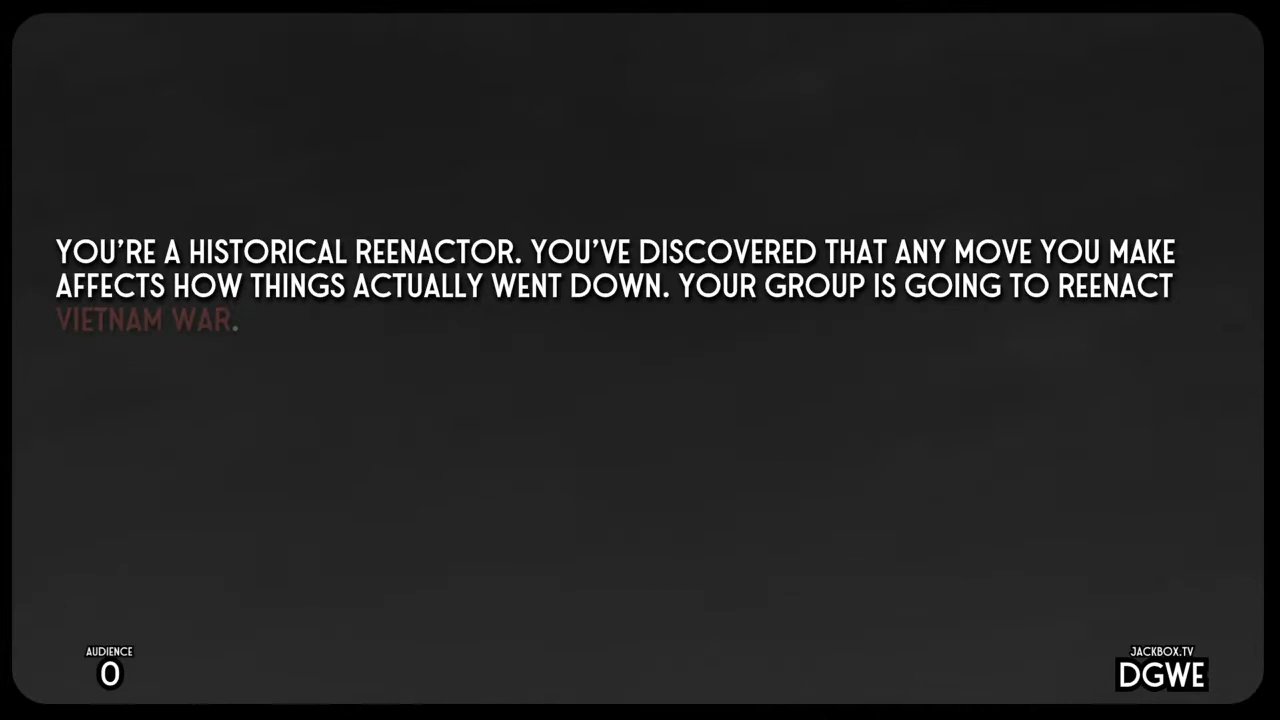 YOU'RE A HISTORICAL REENACTOR. YOU'VE DISCOVERED THAT ANY MOVE YOU MAKE
AFFECTS HOW THINGS ACTUALLY WENT DOWN. YOUR GROUP IS GOING TO REENACT
VIETNAM WAR.
AUDIENCE
0
JACKBOX.TV
DGWE